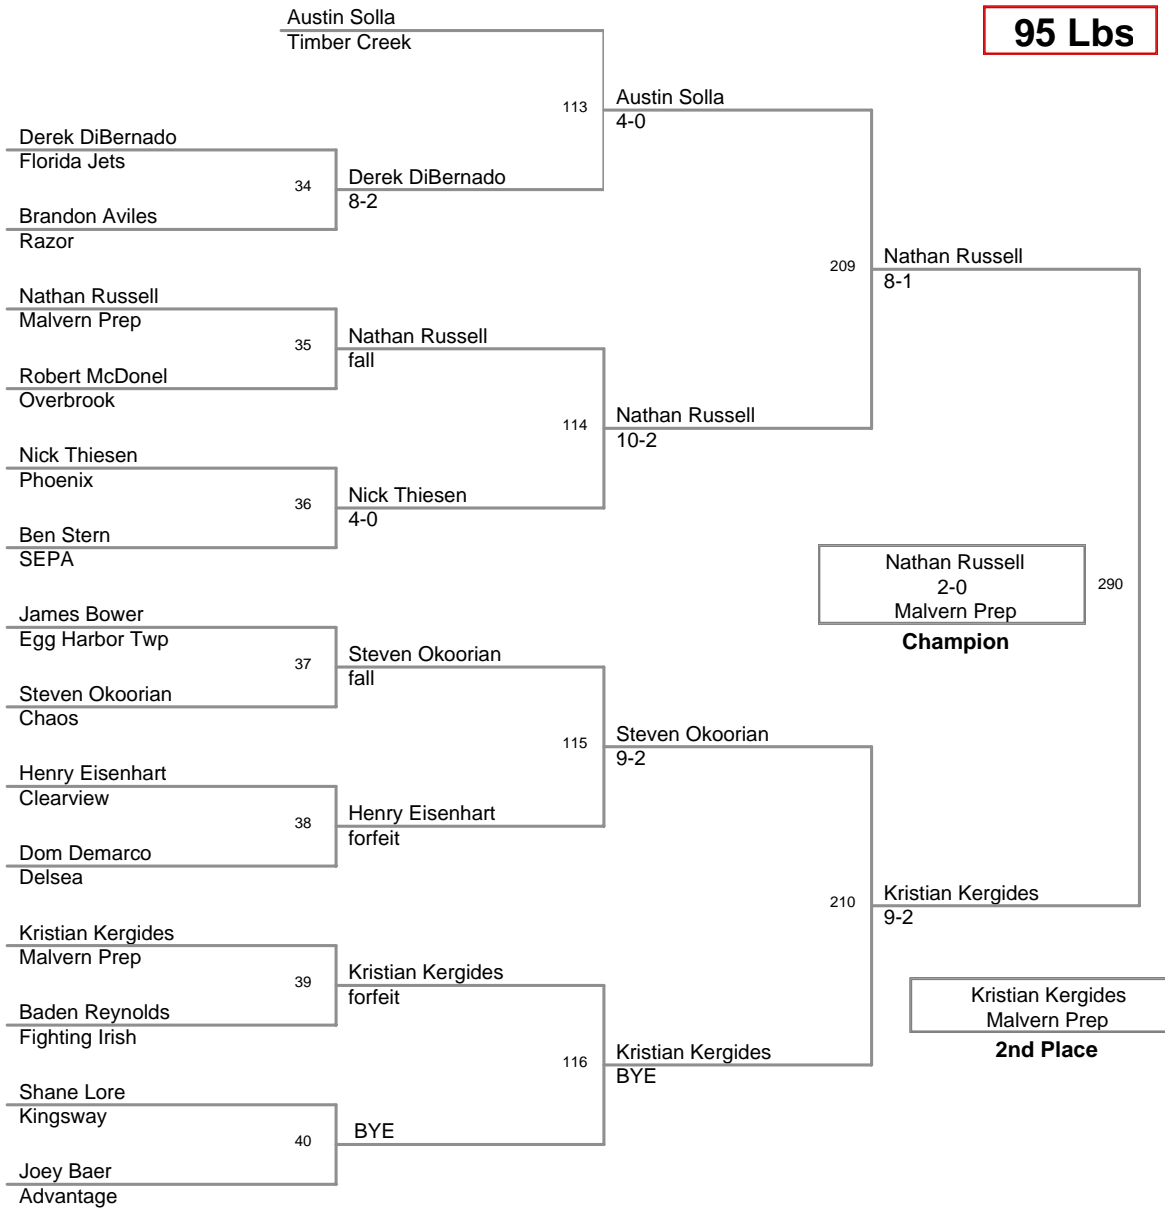 Austin Solla
Timber Creek
95 Lbs
113
Austin Solla
4-0
Derek DiBernado
Florida Jets
34
Derek DiBernado
8-2
Brandon Aviles
Razor
209
Nathan Russell
8-1
Nathan Russell
Malvern Prep
35
Nathan Russell
fall
Robert McDonel
Overbrook
114
Nathan Russell
10-2
Nick Thiesen
Phoenix
36
Nick Thiesen
4-0
Ben Stern
SEPA
Nathan Russell
2-0
Malvern Prep
290
Champion
James Bower
Egg Harbor Twp
37
Steven Okoorian
fall
Steven Okoorian
Chaos
115
Steven Okoorian
9-2
Henry Eisenhart
Clearview
38
Henry Eisenhart
forfeit
Dom Demarco
Delsea
210
Kristian Kergides
9-2
Kristian Kergides
Malvern Prep
39
Kristian Kergides
forfeit
Baden Reynolds
Fighting Irish
Kristian Kergides
Malvern Prep
2nd Place
116
Kristian Kergides
BYE
Shane Lore
Kingsway
40
BYE
Joey Baer
Advantage